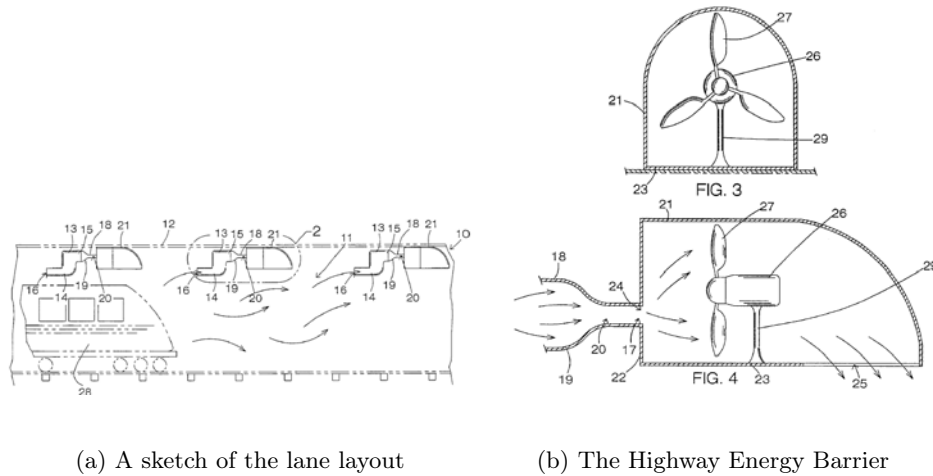 27
26
21
29
23
FIG. 3
13 15 18 21 12 13 15 18 21 2 11 13 15 18 21 10
16 14 19 20 16 14 19 20 16 14 19 20
28
21 27 26
18 24 29
20 17
19 22 23 25
FIG. 4
(a) A sketch of the lane layout
(b) The Highway Energy Barrier